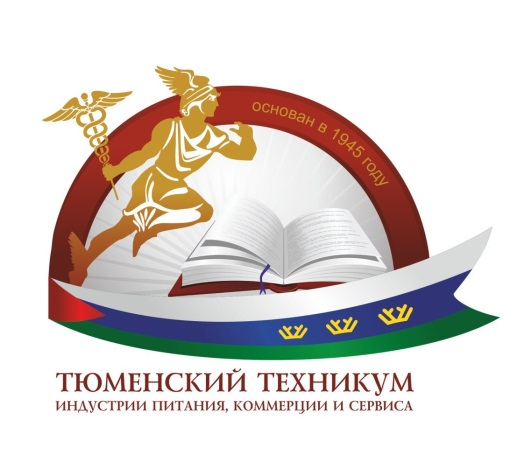 основан в 1945 году
ТЮМЕНСКИЙ ТЕХНИКУМ
ИНДУСТРИИ ПИТАНИЯ, КОММЕРЦИИ И СЕРВИСА